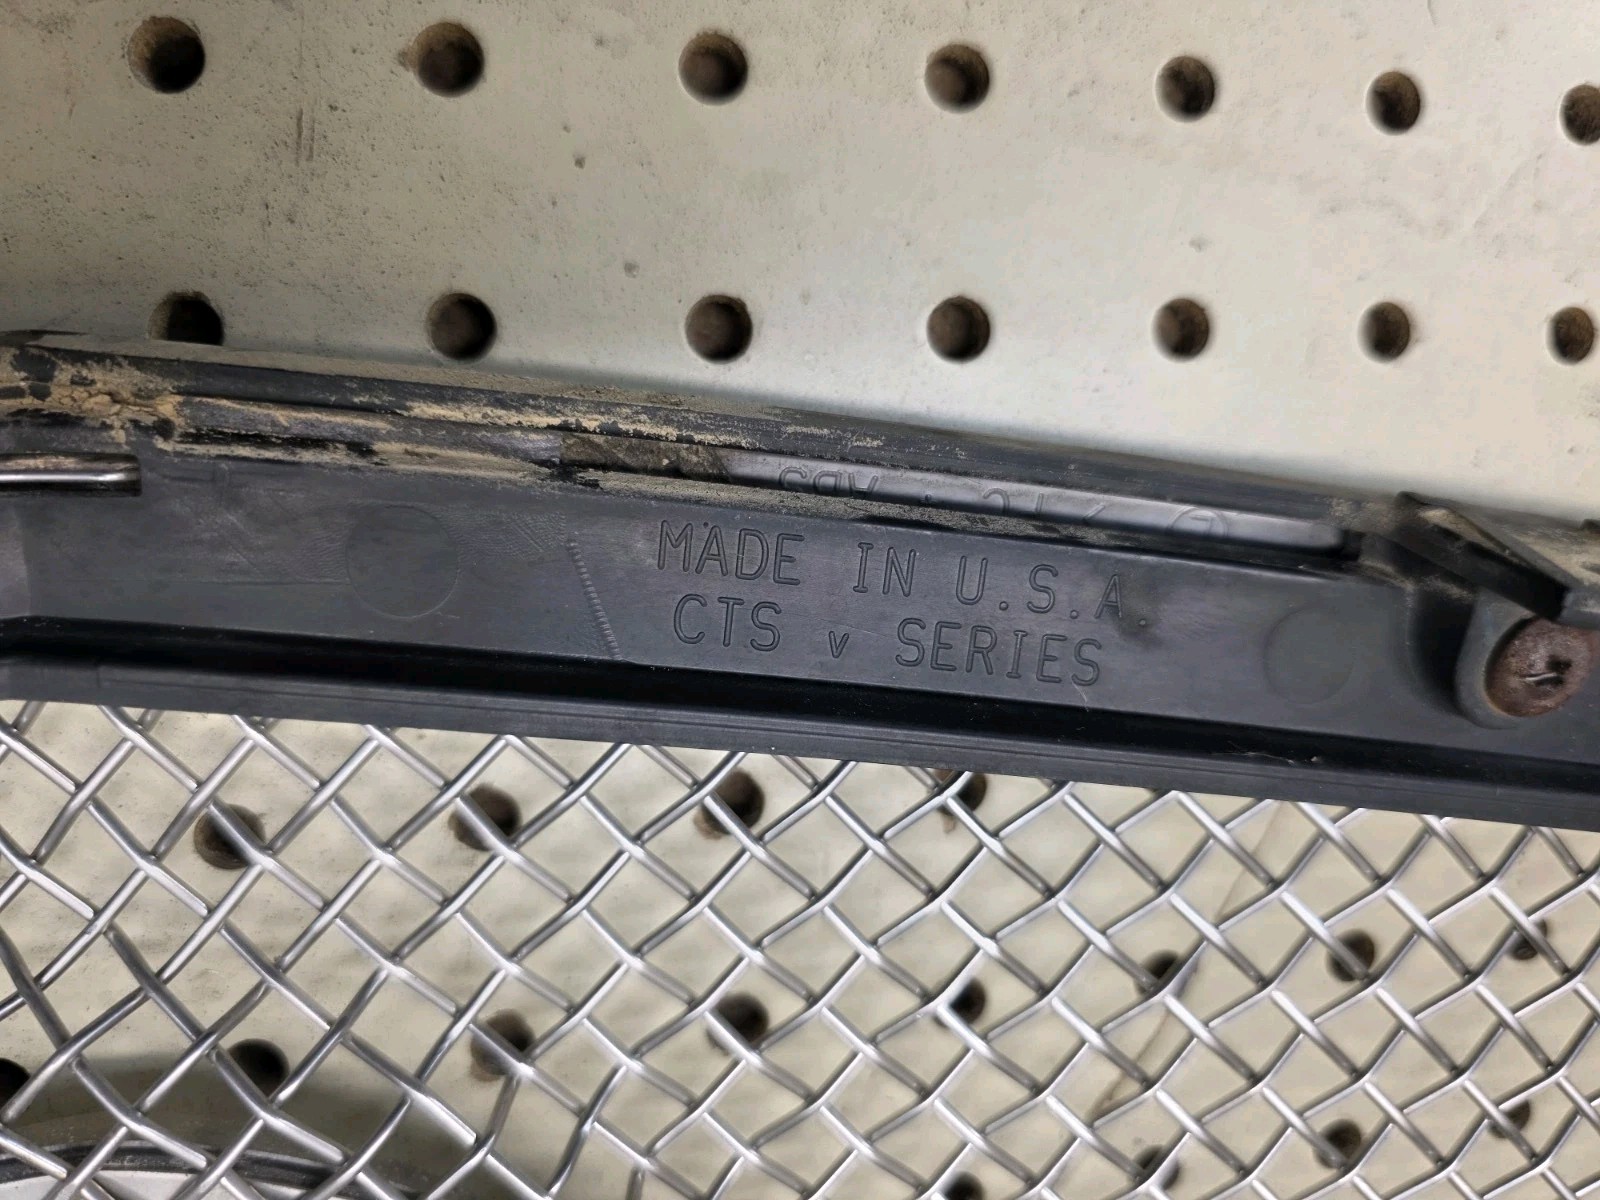 MADE IN U.S.A.
CTS v SERIES